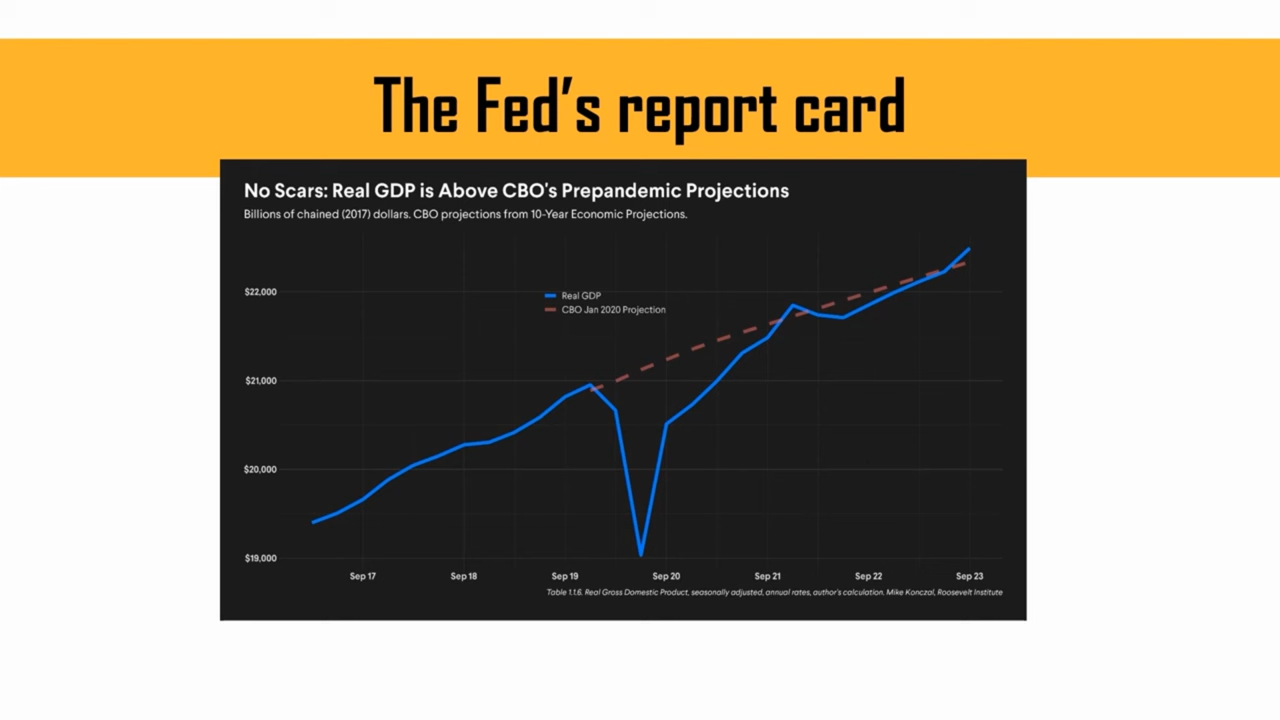 The Fed's report card
No Scars: Real GDP is Above CBO's Prepandemic Projections
Billions of chained (2017) dollars. CBO projections from 10-Year Economic Projections.
Real GDP
CBO Jan 2020 Projection
$22,000
$21,000
$20,000
$19,000
Sep 17 Sep 18 Sep 19 Sep 20 Sep 21 Sep 22 Sep 23
Table 1.1.6. Real Gross Domestic Product, seasonally adjusted, annual rates, author's calculation. Mike Konczal, Roosevelt Institute